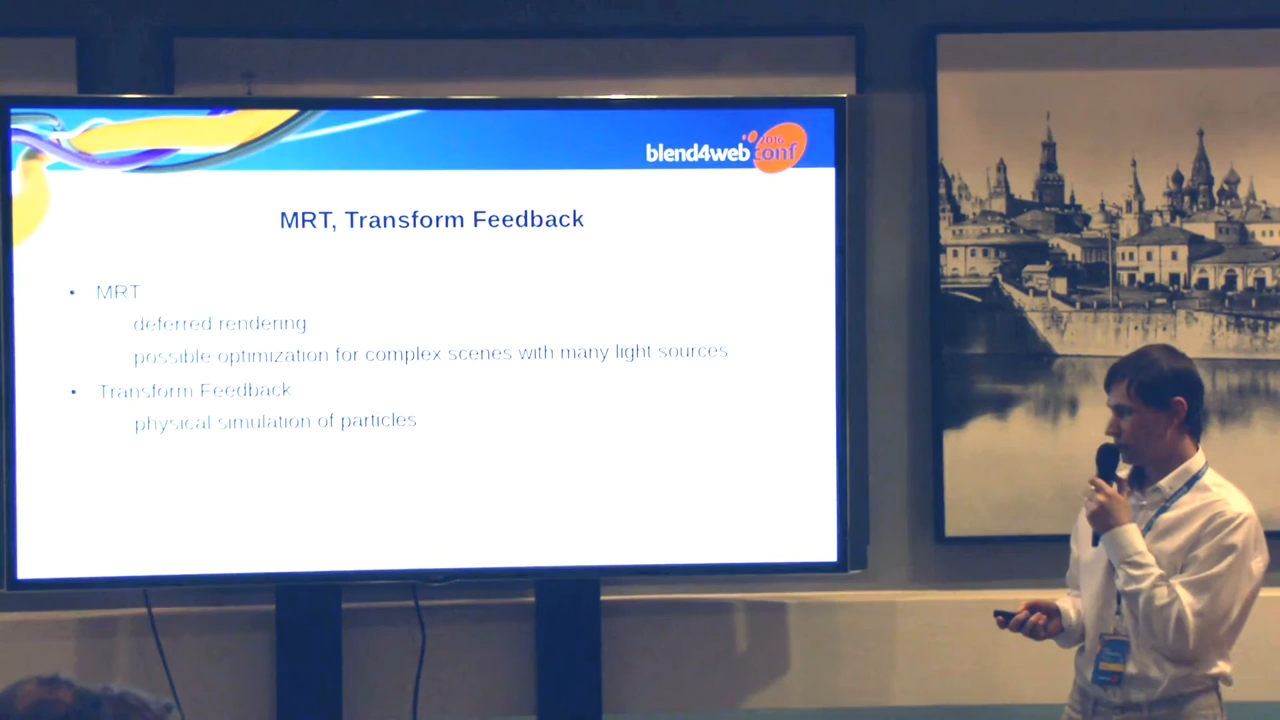 blend4web
2016
conf
MRT, Transform Feedback
• MRT
deferred rendering
possible optimization for complex scenes with many light sources
• Transform Feedback
physical simulation of particles